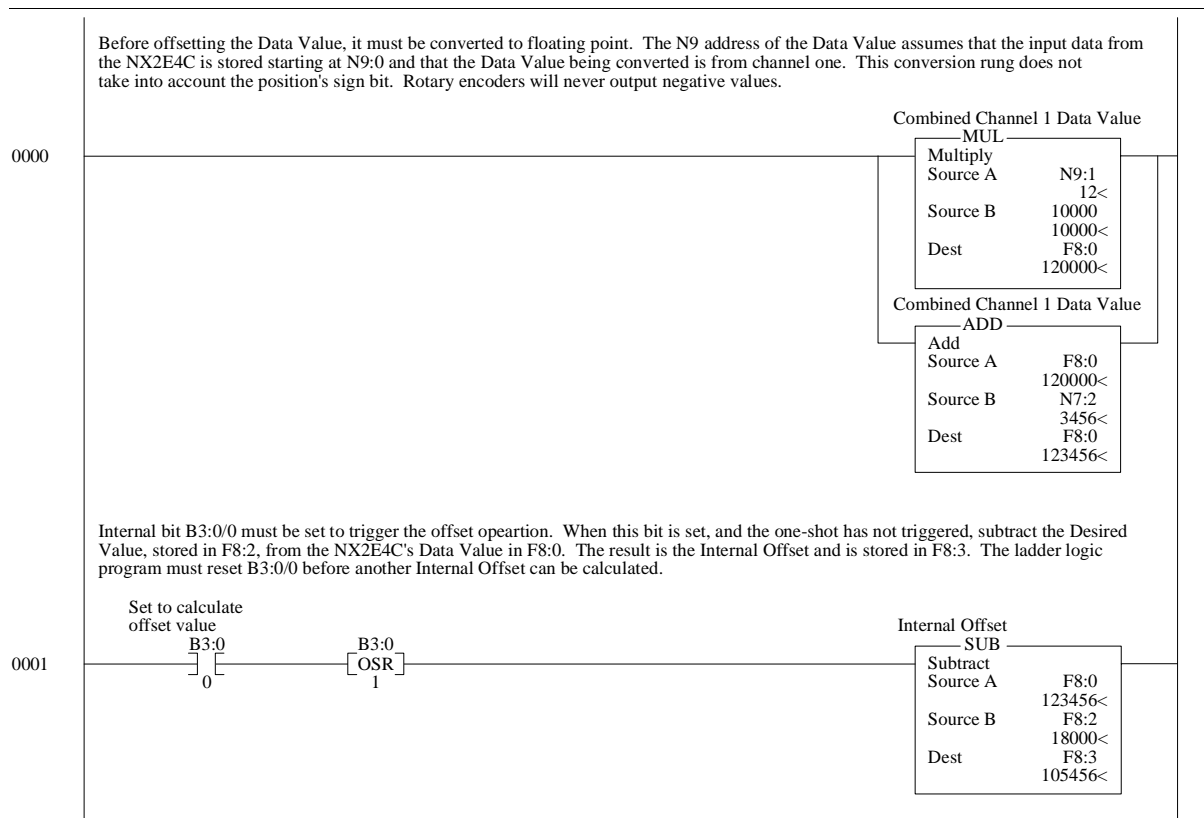 Before offsetting the Data Value, it must be converted to floating point.  The N9 address of the Data Value assumes that the input data from
the NX2E4C is stored starting at N9:0 and that the Data Value being converted is from channel one.  This conversion rung does not
take into account the position's sign bit.  Rotary encoders will never output negative values.
Combined Channel 1 Data Value
MUL
0000
Multiply
Source A N9:1
12<
Source B 10000
10000<
Dest F8:0
120000<
Combined Channel 1 Data Value
ADD
Add
Source A F8:0
120000<
Source B N7:2
3456<
Dest F8:0
123456<
Internal bit B3:0/0 must be set to trigger the offset opeartion.  When this bit is set, and the one-shot has not triggered, subtract the Desired
Value, stored in F8:2, from the NX2E4C's Data Value in F8:0.  The result is the Internal Offset and is stored in F8:3.  The ladder logic
program must reset B3:0/0 before another Internal Offset can be calculated.
Set to calculate
offset value
B3:0
0
B3:0
OSR
1
Internal Offset
SUB
0001
Subtract
Source A F8:0
123456<
Source B F8:2
18000<
Dest F8:3
105456<